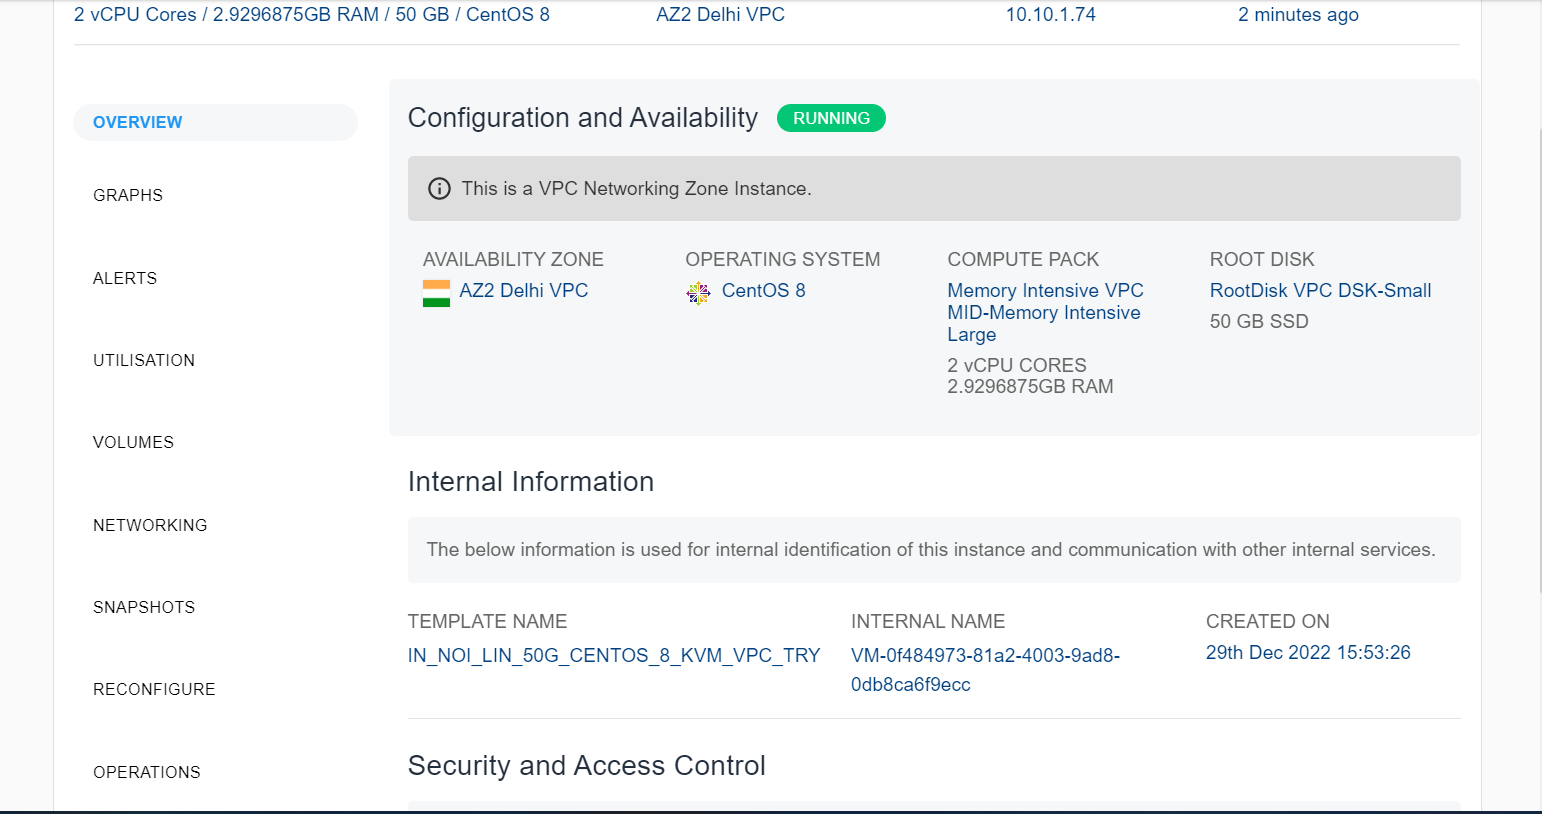 2 vCPU Cores / 2.9296875GB RAM / 50 GB / CentOS 8 AZ2 Delhi VPC 10.10.1.74 2 minutes ago
OVERVIEW
GRAPHS
ALERTS
UTILISATION
VOLUMES
NETWORKING
SNAPSHOTS
RECONFIGURE
OPERATIONS
Configuration and Availability RUNNING
This is a VPC Networking Zone Instance.
AVAILABILITY ZONE
AZ2 Delhi VPC
OPERATING SYSTEM
CentOS 8
COMPUTE PACK
Memory Intensive VPC
MID-Memory Intensive
Large
2 vCPU CORES
2.9296875GB RAM
ROOT DISK
RootDisk VPC DSK-Small
50 GB SSD
Internal Information
The below information is used for internal identification of this instance and communication with other internal services.
TEMPLATE NAME
IN_NOI_LIN_50G_CENTOS_8_KVM_VPC_TRY
INTERNAL NAME
VM-0f484973-81a2-4003-9ad8-
0db8ca6f9ecc
CREATED ON
29th Dec 2022 15:53:26
Security and Access Control